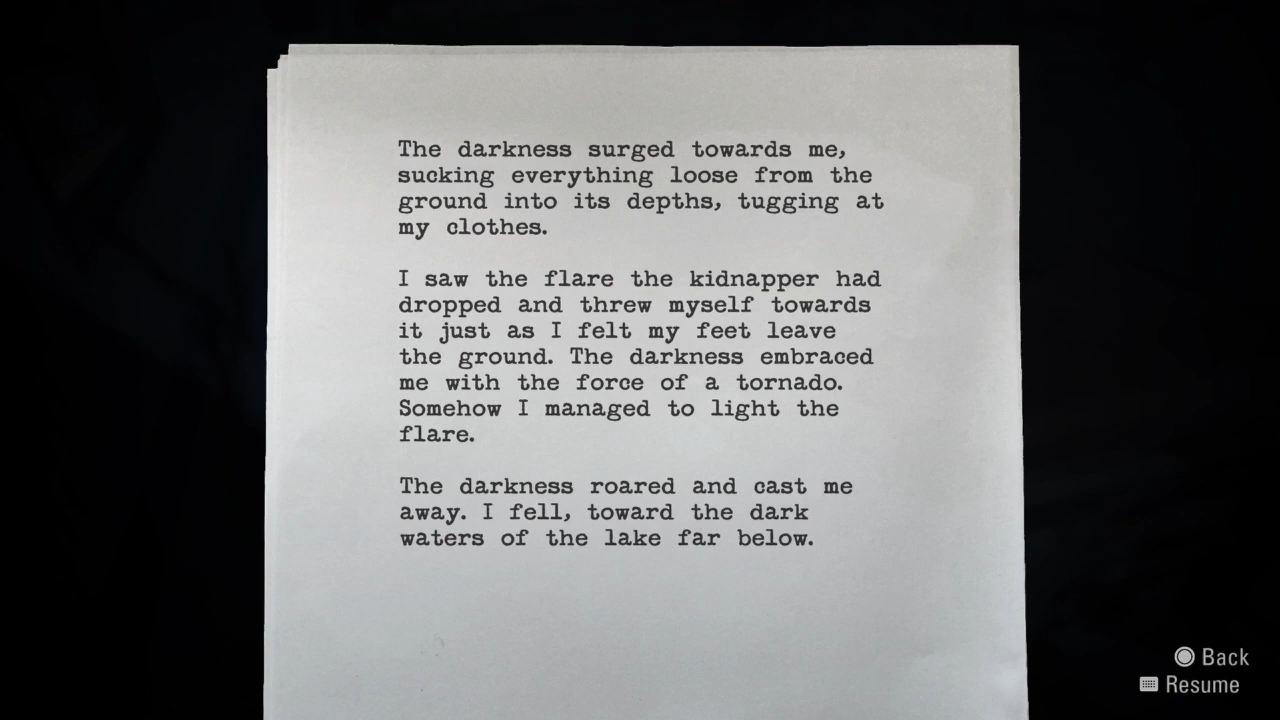 The darkness surged towards me,
sucking everything loose from the
ground into its depths, tugging at
my clothes.
I saw the flare the kidnapper had
dropped and threw myself towards
it just as I felt my feet leave
the ground. The darkness embraced
me with the force of a tornado.
Somehow I managed to light the
flare.
The darkness roared and cast me
away. I fell, toward the dark
waters of the lake far below.
Back
Resume